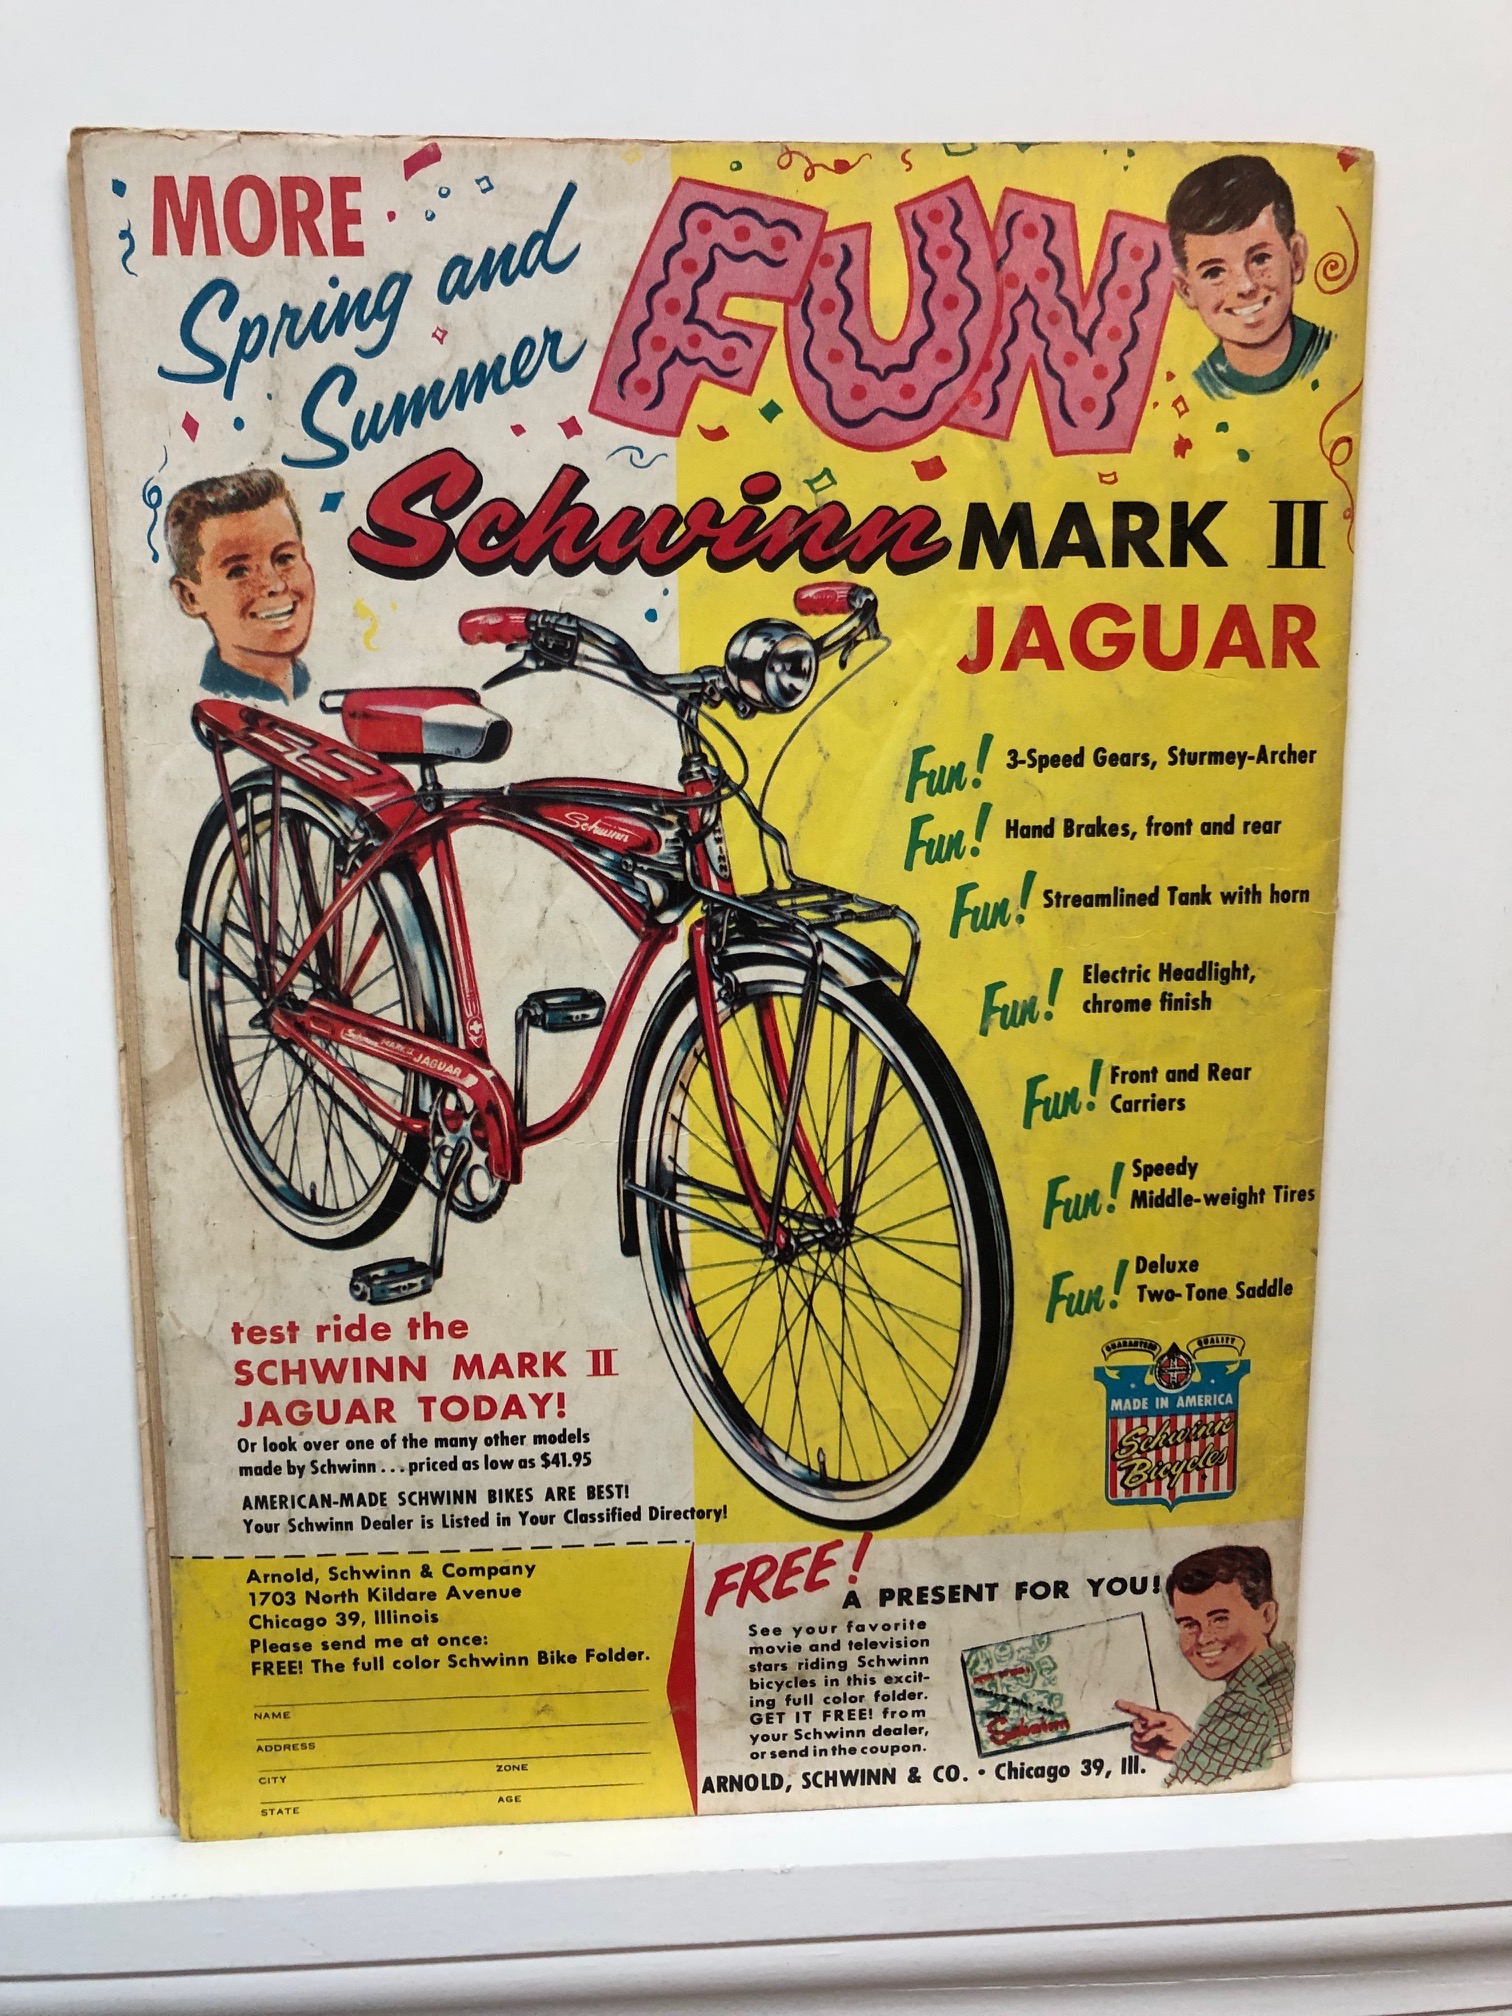 MORE
Spring and
Summer
FUN
Schwinn MARK II
JAGUAR
Fun! 3-Speed Gears, Sturmey-Archer
Fun! Hand Brakes, front and rear
Fun! Streamlined Tank with horn
Fun! Electric Headlight,
chrome finish
Fun! Front and Rear
Carriers
Fun! Speedy
Middle-weight Tires
Fun! Deluxe
Two-Tone Saddle
Schwinn
Schwinn MARK II JAGUAR
GUARANTEED QUALITY
MADE IN AMERICA
Schwinn
Bicycles
test ride the
SCHWINN MARK II
JAGUAR TODAY!
Or look over one of the many other models
made by Schwinn...priced as low as $41.95
AMERICAN-MADE SCHWINN BIKES ARE BEST!
Your Schwinn Dealer is Listed in Your Classified Directory!
Arnold, Schwinn & Company
1703 North Kildare Avenue
Chicago 39, Illinois
Please send me at once:
FREE! The full color Schwinn Bike Folder.
NAME
ADDRESS
CITY ZONE
STATE AGE
FREE!
A PRESENT FOR YOU!
See your favorite
movie and television
stars riding Schwinn
bicycles in this excit-
ing full color folder.
GET IT FREE! from
your Schwinn dealer,
or send in the coupon.
Schwinn
ARNOLD, SCHWINN & CO. • Chicago 39, Ill.